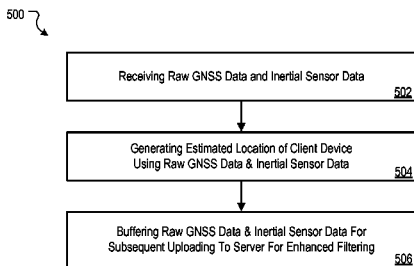 500
Receiving Raw GNSS Data and Inertial Sensor Data
502
Generating Estimated Location of Client Device
Using Raw GNSS Data & Inertial Sensor Data
504
Buffering Raw GNSS Data & Inertial Sensor Data For
Subsequent Uploading To Server For Enhanced Filtering
506